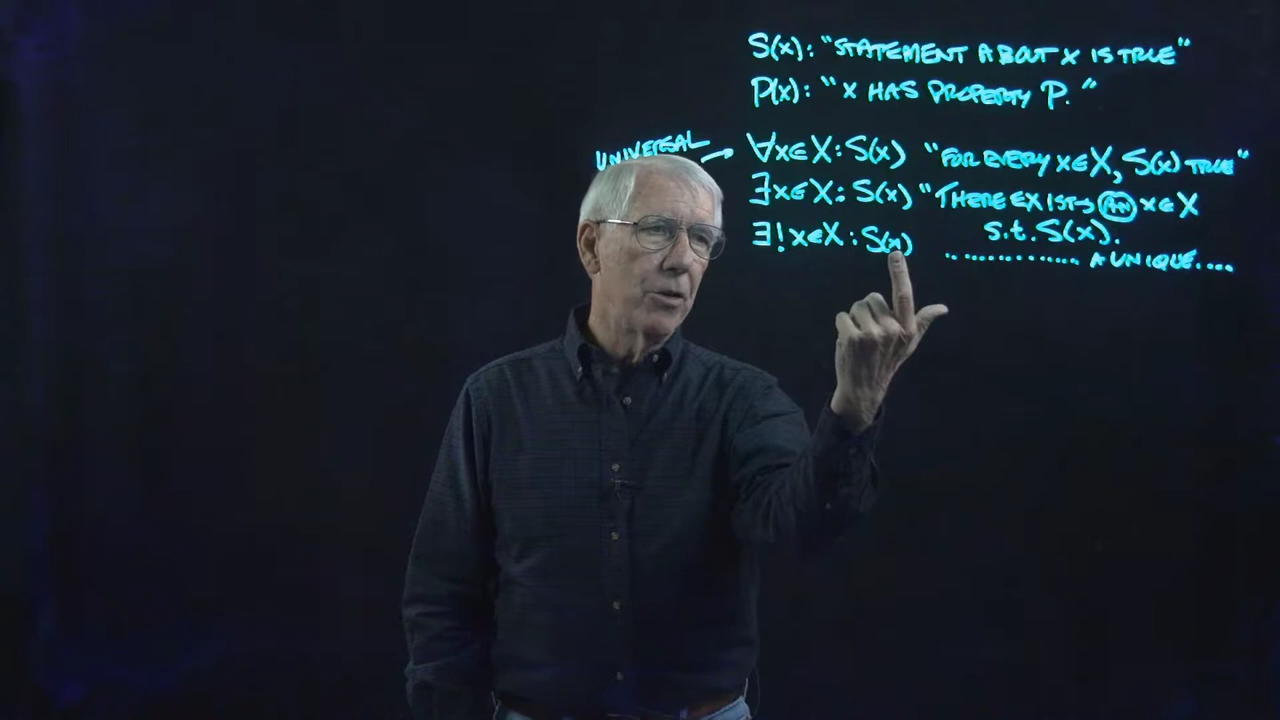 S(x): "STATEMENT ABOUT X IS TRUE"
P(x): "X HAS PROPERTY P."
UNIVERSAL → ∀x∈X: S(x) "FOR EVERY x∈X, S(x) TRUE"
∃x∈X: S(x) "THERE EXISTS AN x∈X
s.t. S(x).
∃! x∈X: S(x) ............. A UNIQUE....